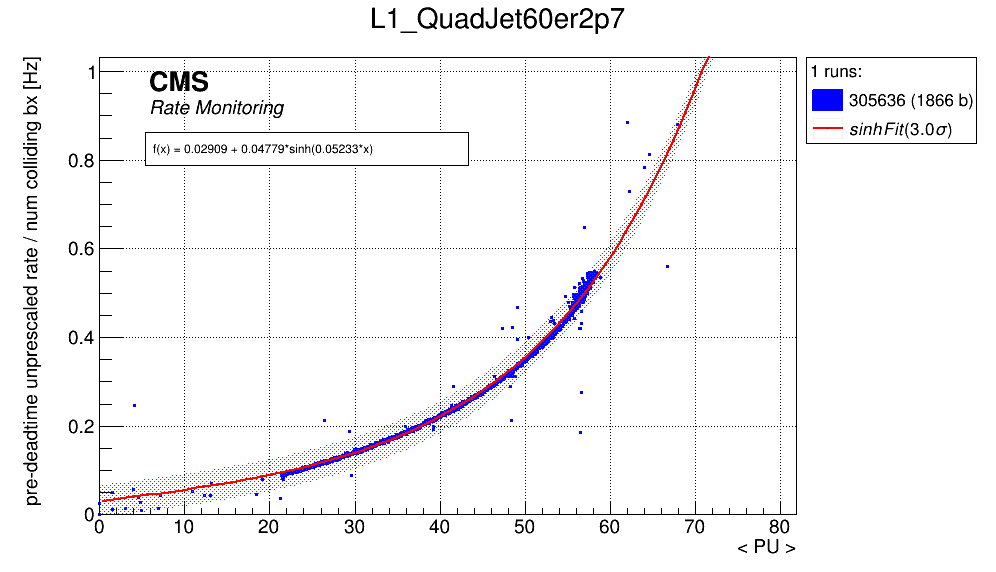 L1_QuadJet60er2p7
pre-deadtime unprescaled rate / num colliding bx [Hz]
1
0.8
0.6
0.4
0.2
0
CMS
Rate Monitoring
f(x) = 0.02909 + 0.04779*sinh(0.05233*x)
1 runs:
305636 (1866 b)
sinhFit(3.0σ)
0 10 20 30 40 50 60 70 80
< PU >